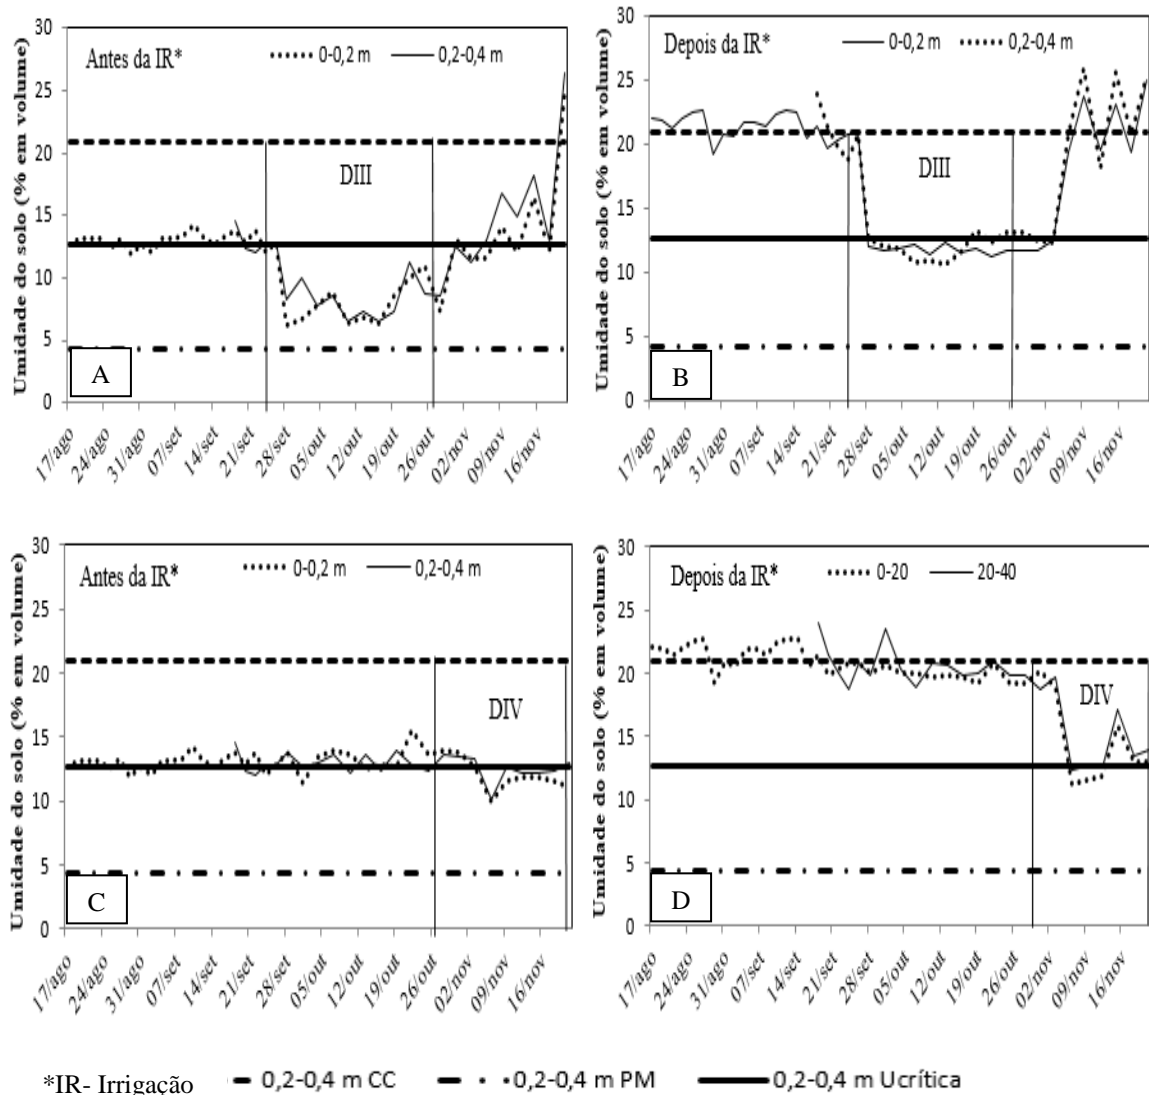 Umidade do solo (% em volume)
30
25
20
15
10
5
0
Antes da IR*
0-0,2 m
0,2-0,4 m
DIII
A
17/ago
24/ago
31/ago
07/set
14/set
21/set
28/set
05/out
12/out
19/out
26/out
02/nov
09/nov
16/nov
Umidade do solo (% em volume)
30
25
20
15
10
5
0
Depois da IR*
0-0,2 m
0,2-0,4 m
DIII
B
17/ago
24/ago
31/ago
07/set
14/set
21/set
28/set
05/out
12/out
19/out
26/out
02/nov
09/nov
16/nov
Umidade do solo (% em volume)
30
25
20
15
10
5
0
Antes da IR*
0-0,2 m
0,2-0,4 m
DIV
C
17/ago
24/ago
31/ago
07/set
14/set
21/set
28/set
05/out
12/out
19/out
26/out
02/nov
09/nov
16/nov
Umidade do solo (% em volume)
30
25
20
15
10
5
0
Depois da IR*
0-20
20-40
DIV
D
17/ago
24/ago
31/ago
07/set
14/set
21/set
28/set
05/out
12/out
19/out
26/out
02/nov
09/nov
16/nov
*IR- Irrigação
0,2-0,4 m CC
0,2-0,4 m PM
0,2-0,4 m Ucrítica